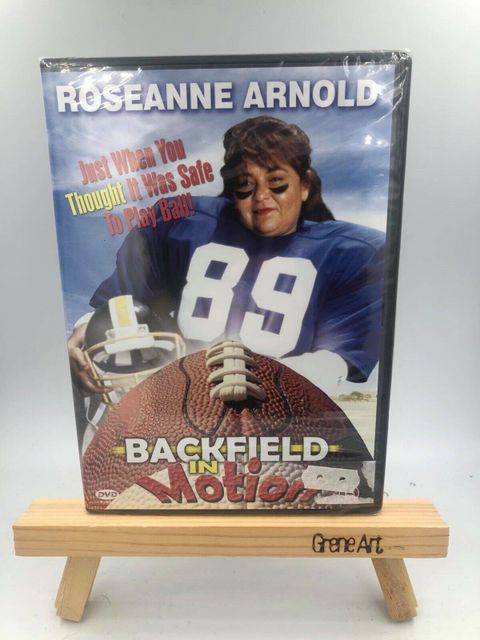 ROSEANNE ARNOLD
Just When You
Thought It Was Safe
To Play Ball!
89
BACKFIELD
IN
Motion
DVD
Grene Art